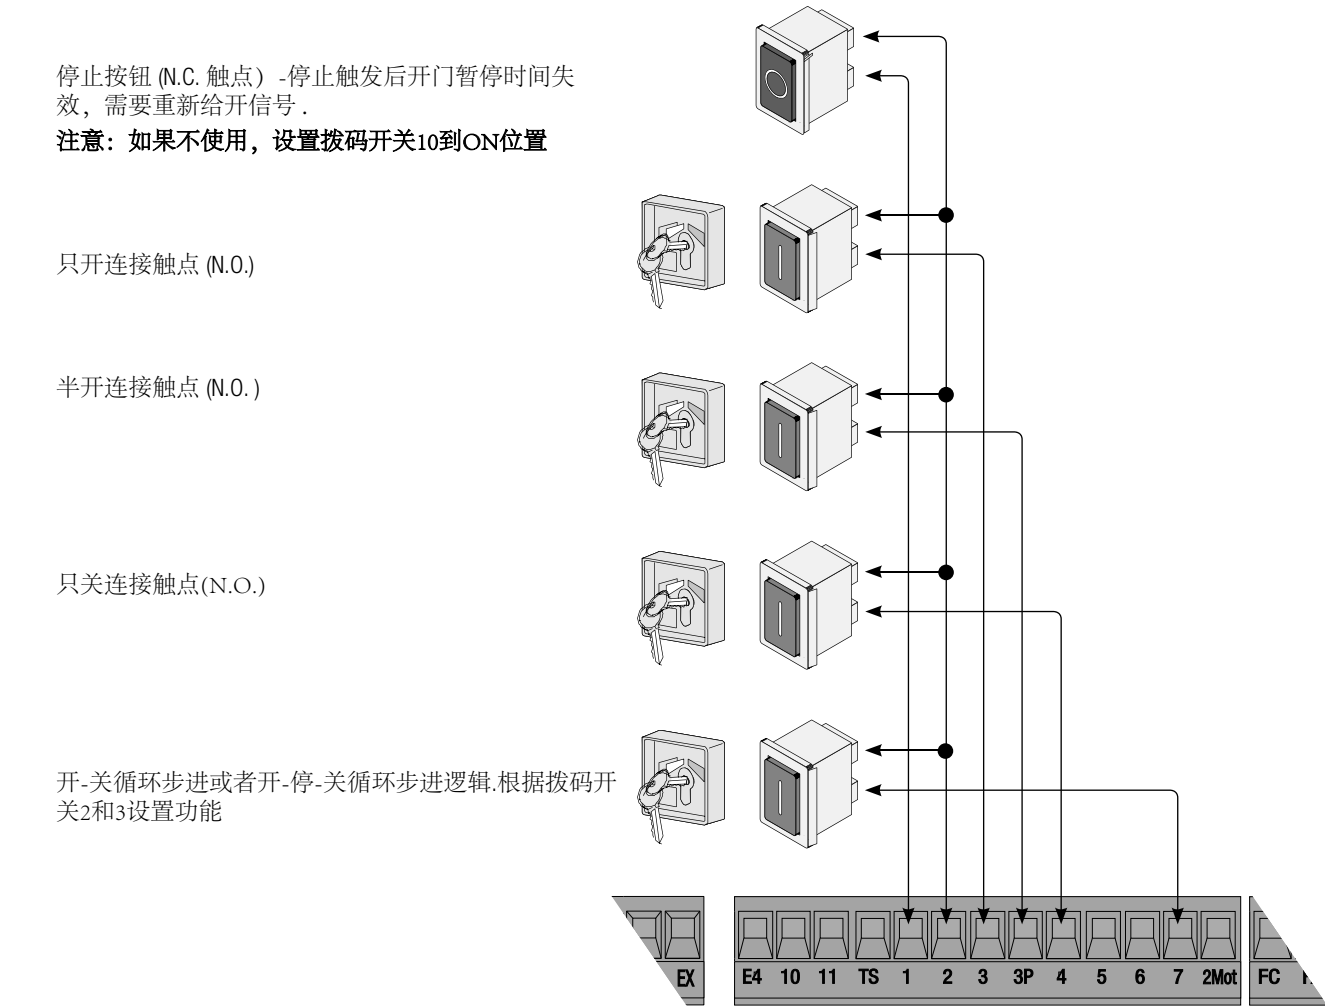 停止按钮 (N.C. 触点）-停止触发后开门暂停时间失
效，需要重新给开信号 .
注意：如果不使用，设置拨码开关10到ON位置
只开连接触点 (N.O.)
半开连接触点 (N.O. )
只关连接触点(N.O.)
开-关循环步进或者开-停-关循环步进逻辑.根据拨码开
关2和3设置功能
EX E4 10 11 TS 1 2 3 3P 4 5 6 7 2Mot FC